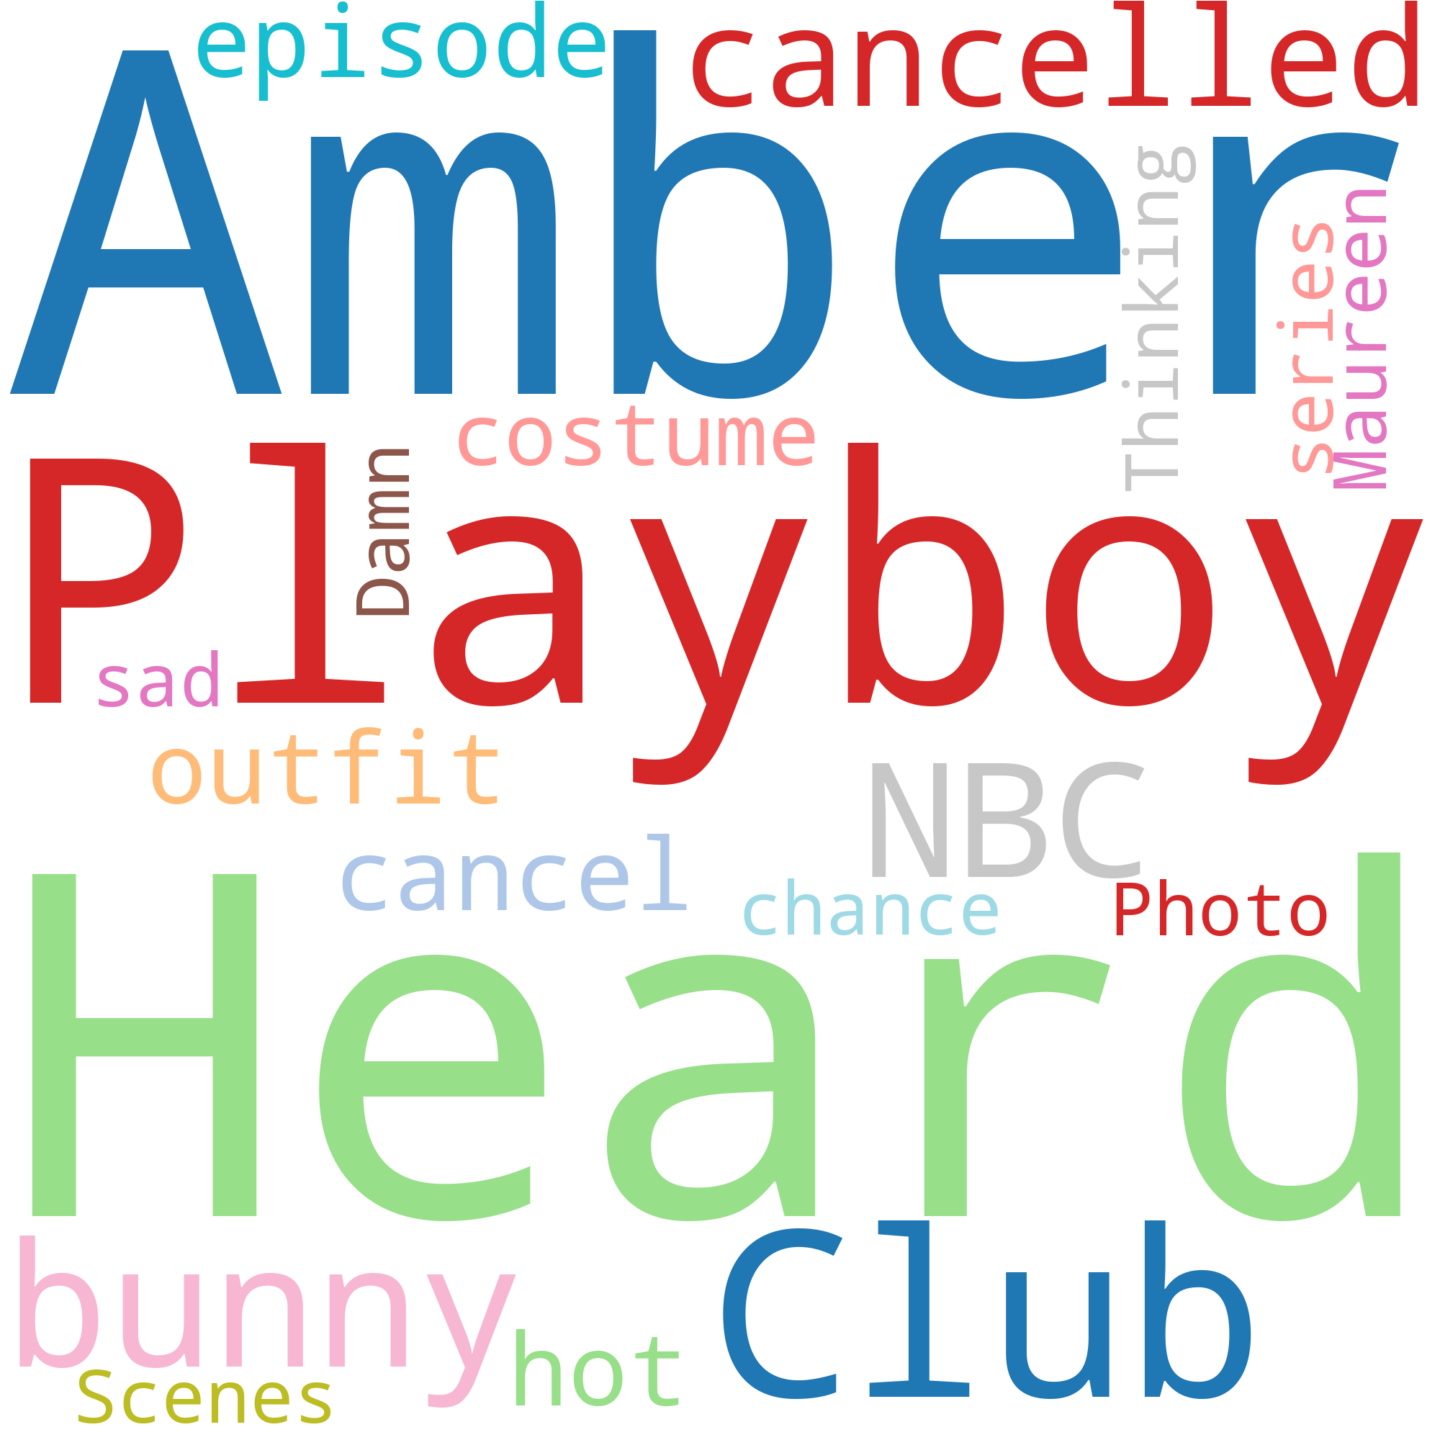 episode
cancelled
Amber
Thinking
series
Maureen
costume
Damn
Playboy
sad
outfit
NBC
cancel
chance
Photo
Heard
bunny
Club
hot
Scenes